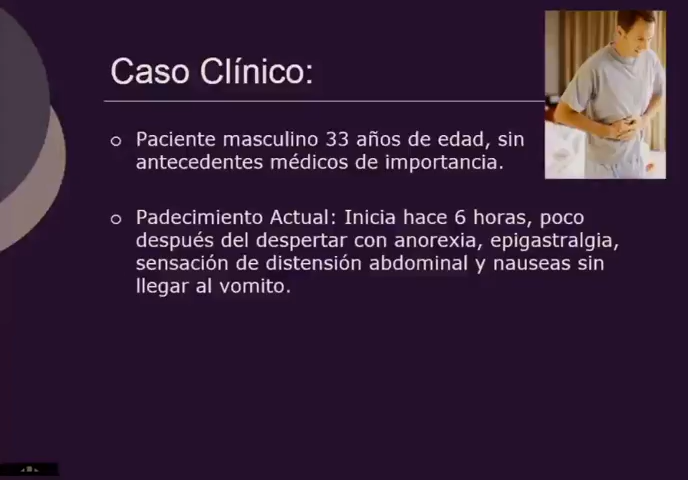 Caso Clínico:
Paciente masculino 33 años de edad, sin
antecedentes médicos de importancia.
Padecimiento Actual: Inicia hace 6 horas, poco
después del despertar con anorexia, epigastralgia,
sensación de distensión abdominal y nauseas sin
llegar al vomito.